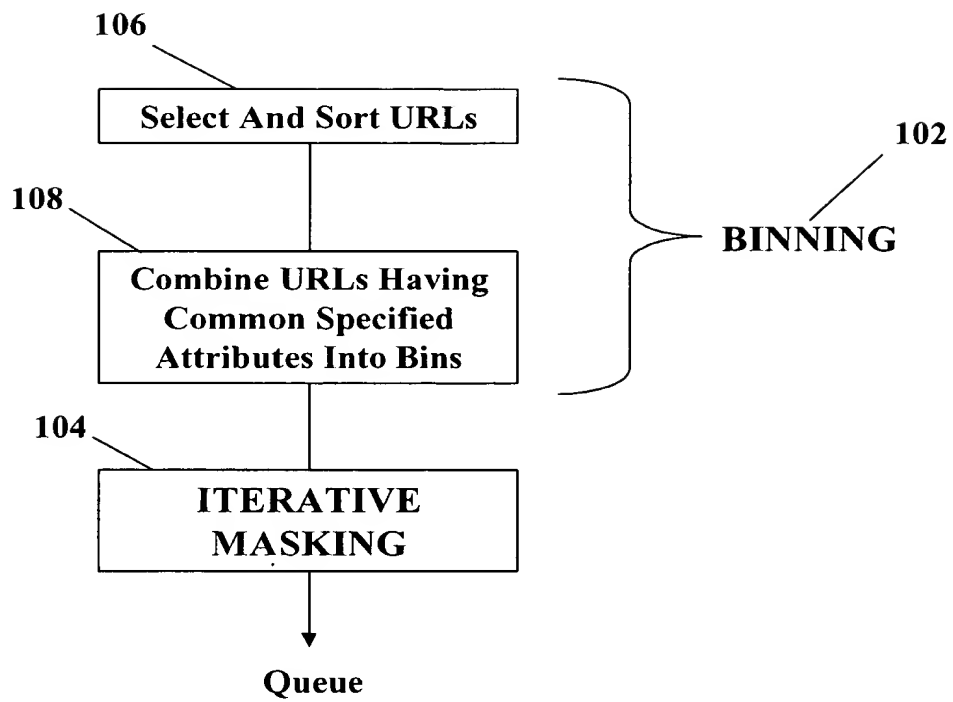 106
Select And Sort URLs
102
108
BINNING
Combine URLs Having
Common Specified
Attributes Into Bins
104
ITERATIVE
MASKING
Queue